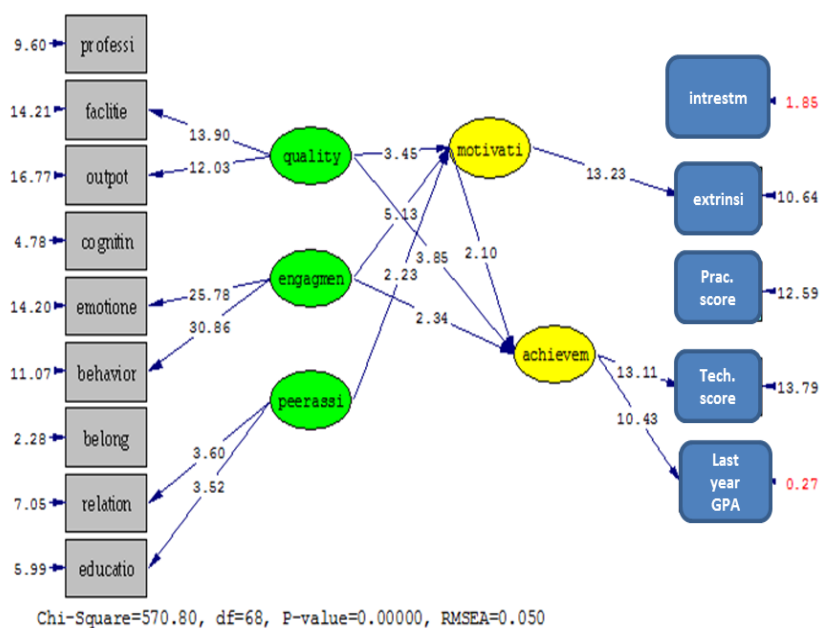 9.60 professi
14.21 faclitie
16.77 outpot
4.78 cognitin
14.20 emotione
11.07 behavior
2.28 belong
7.05 relation
5.99 educatio
13.90
12.03
25.78
30.86
3.60
3.52
quality
engagmen
peerassi
3.45
5.13
3.85
2.23
2.10
2.34
motivati
achievem
13.23
13.11
10.43
intrestm 1.85
extrinsi 10.64
Prac.
score 12.59
Tech.
score 13.79
Last
year
GPA 0.27
Chi-Square=570.80, df=68, P-value=0.00000, RMSEA=0.050